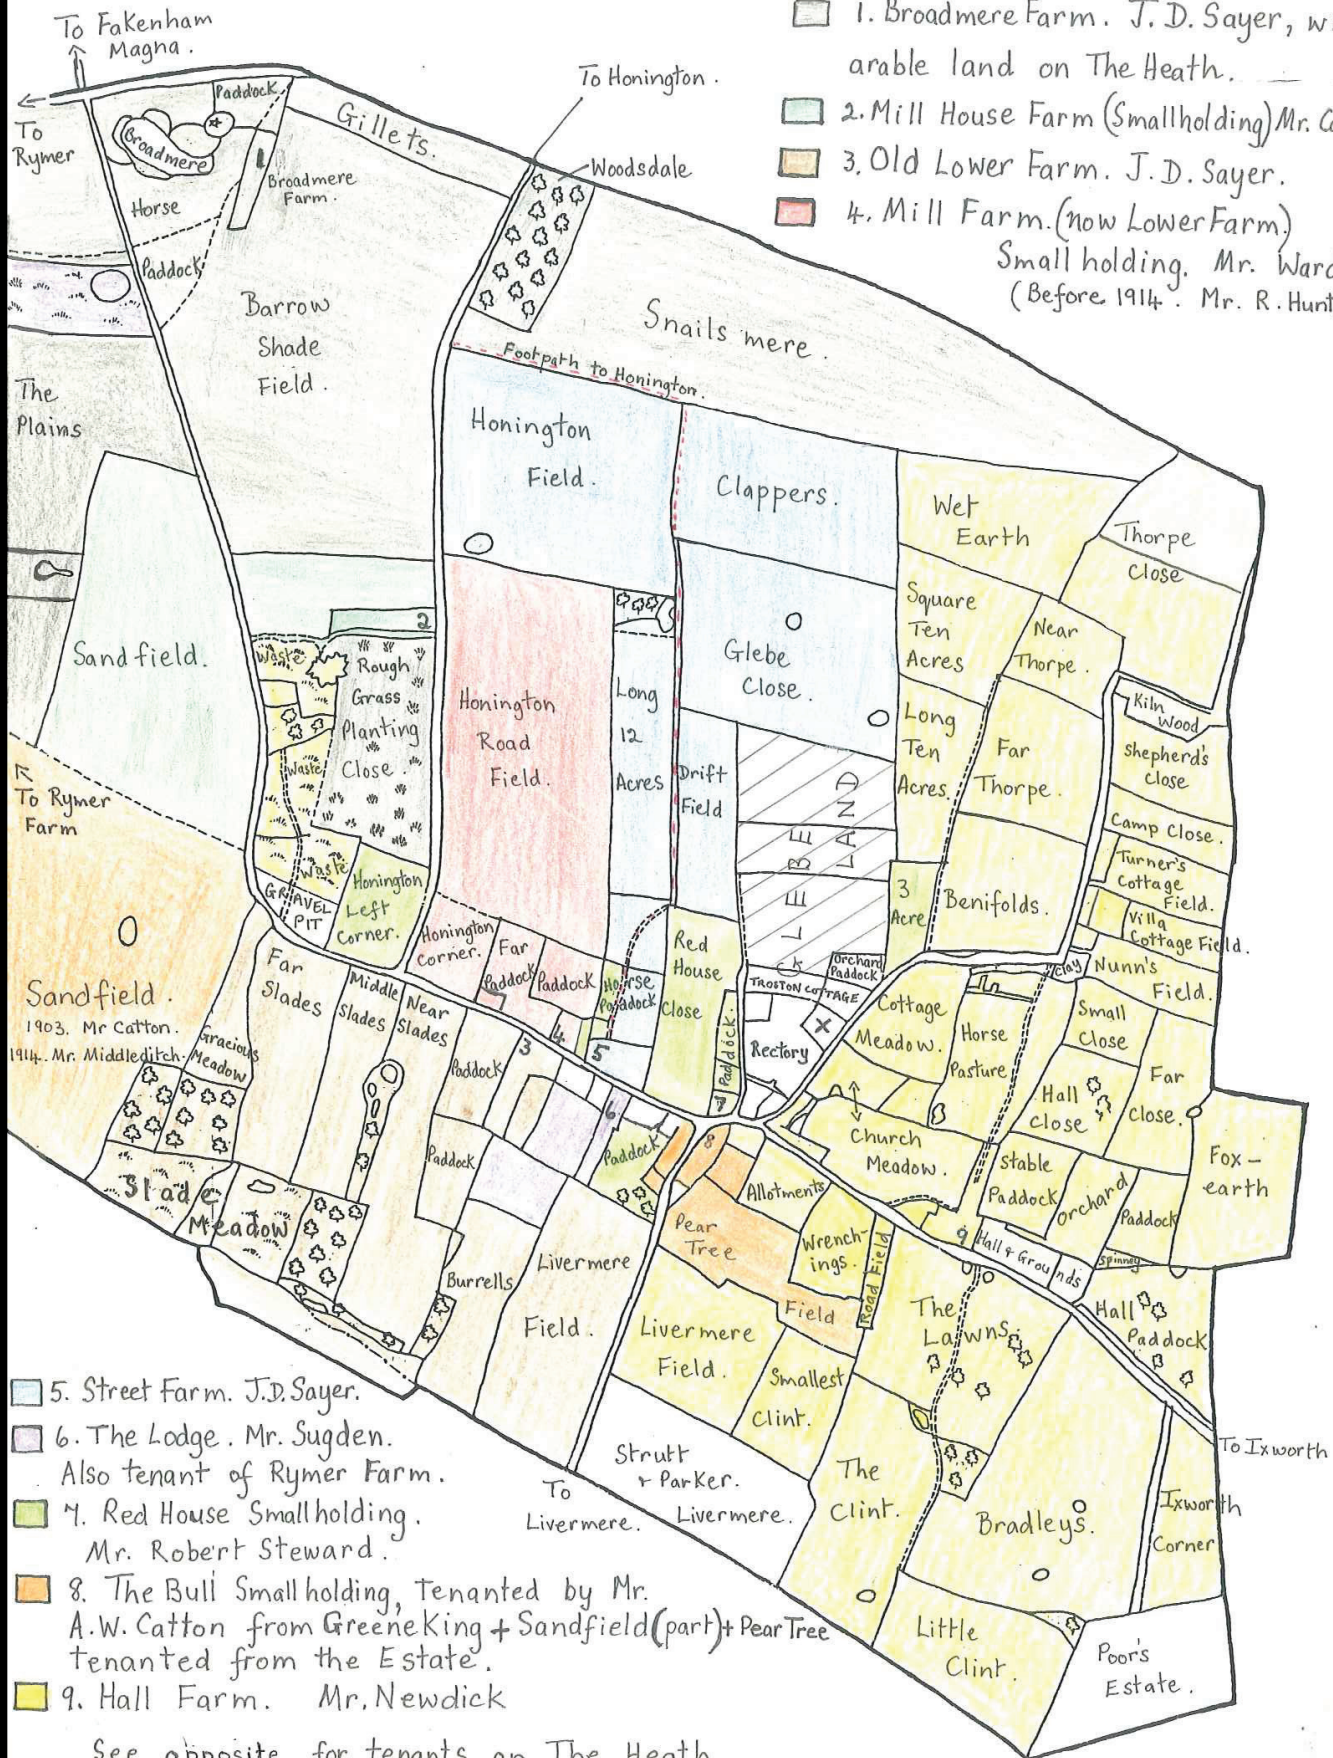 To Fakenham
Magna.
1. Broadmere Farm. J.D. Sayer,
arable land on The Heath.
2. Mill House Farm (Smallholding) Mr.
3. Old Lower Farm. J.D. Sayer.
4. Mill Farm. (now Lower Farm)
Small holding. Mr.
(Before 1914. Mr. R.
To Honington.
Paddock
Gillets.
To
Rymer
Broadmere
1
Broadmere
Farm.
Woodsdale
Horse
Paddock
Barrow
Shade
Field.
Snails mere.
Footpath to Honington.
The
Plains
Honington
Field.
Clappers.
Wet
Earth
Thorpe
Close
Square
Ten
Acres
Near
Thorpe.
Sandfield.
2
Waste
Rough
Grass
Planting
Close.
Waste
Glebe
Close.
Honington
Road
Field.
Long
12
Acres
Drift
Field
Long
Ten
Acres.
Far
Thorpe.
Kiln
Wood
Shepherd's
Close
Camp Close.
Turner's
Cottage
Field.
Villa
Cottage Field.
To Rymer
Farm
Waste
GRAVEL
PIT
Honington
Left
Corner.
GLEBE
LAND
3
Acre
Benifolds.
Honington
Corner.
Far
Paddock
Paddock
Horse
Paddock
Red
House
Close
Orchard
Paddock
TROSTON COTTAGE
Clay
Nunn's
Field.
Sandfield.
1903. Mr Catton.
1914. Mr. Middleditch.
Far
Slades
Middle
Slades
Near
Slades
Gracious
Meadow
Paddock
3
4
5
6
7
8
Paddock.
Rectory
X
Cottage
Meadow.
Horse
Pasture
Small
Close
Hall
Close
Far
Close.
Fox-
earth
Church
Meadow.
Stable
Paddock
Orchard
Paddock
Slade
Meadow
Paddock
Paddock
Allotments
Pear
Tree
Field
Wrench-
ings.
Road Field
9
Hall & Grounds
Spinney
Hall
Paddock
Burrells
Livermere
Field.
Livermere
Field.
Smallest
Clint.
The
Lawns
To Ixworth
5. Street Farm. J.D. Sayer.
6. The Lodge. Mr. Sugden.
Also tenant of Rymer Farm.
7. Red House Smallholding.
Mr. Robert Steward.
8. The Bull Smallholding, Tenanted by Mr.
A.W. Catton from Greene King + Sandfield (part) + Pear Tree
tenanted from the Estate.
9. Hall Farm. Mr. Newdick
To
Livermere.
Strutt
+ Parker.
Livermere.
The
Clint.
Bradleys.
Ixworth
Corner
Little
Clint.
Poor's
Estate.
See opposite for tenants on The Heath